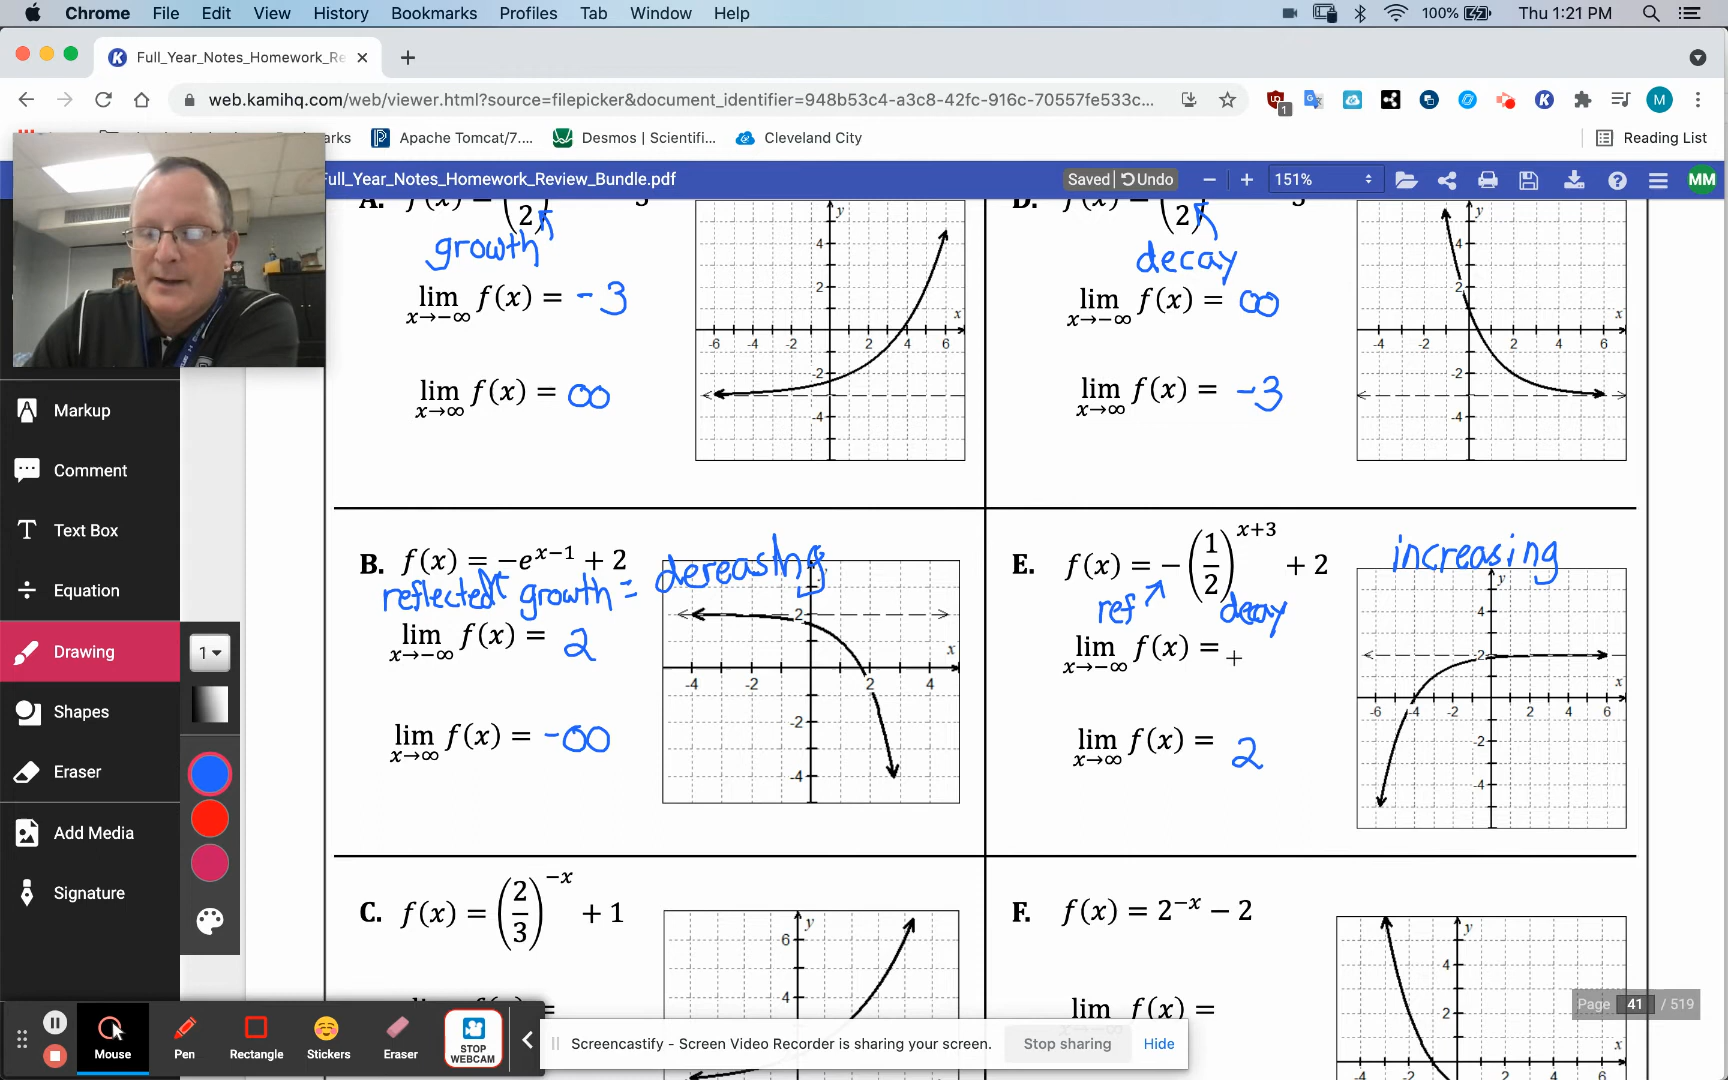 Chrome File Edit View History Bookmarks Profiles Tab Window Help 100% Thu 1:21 PM
Full_Year_Notes_Homework_Re
web.kamihq.com/web/viewer.html?source=filepicker&document_identifier=948b53c4-a3c8-42fc-916c-70557fe533c...
Apache Tomcat/7.... Desmos | Scientifi... Cleveland City Reading List
ull_Year_Notes_Homework_Review_Bundle.pdf Saved Undo 151% MM
growth
lim x→-∞ f(x) = -3
lim x→∞ f(x) = ∞
decay
lim x→-∞ f(x) = ∞
lim x→∞ f(x) = -3
B. f(x) = -e^{x-1} + 2
reflected growth = dereasing
lim x→-∞ f(x) = 2
lim x→∞ f(x) = -∞
E. f(x) = -(1/2)^{x+3} + 2
increasing
ref decay
lim x→-∞ f(x) =
lim x→∞ f(x) = 2
C. f(x) = (2/3)^{-x} + 1
F. f(x) = 2^{-x} - 2
lim x→-∞ f(x) =
Markup
Comment
Text Box
Equation
Drawing
1
Shapes
Eraser
Add Media
Signature
Page 41 / 519
Mouse Pen Rectangle Stickers Eraser STOP WEBCAM
Screencastify - Screen Video Recorder is sharing your screen. Stop sharing Hide